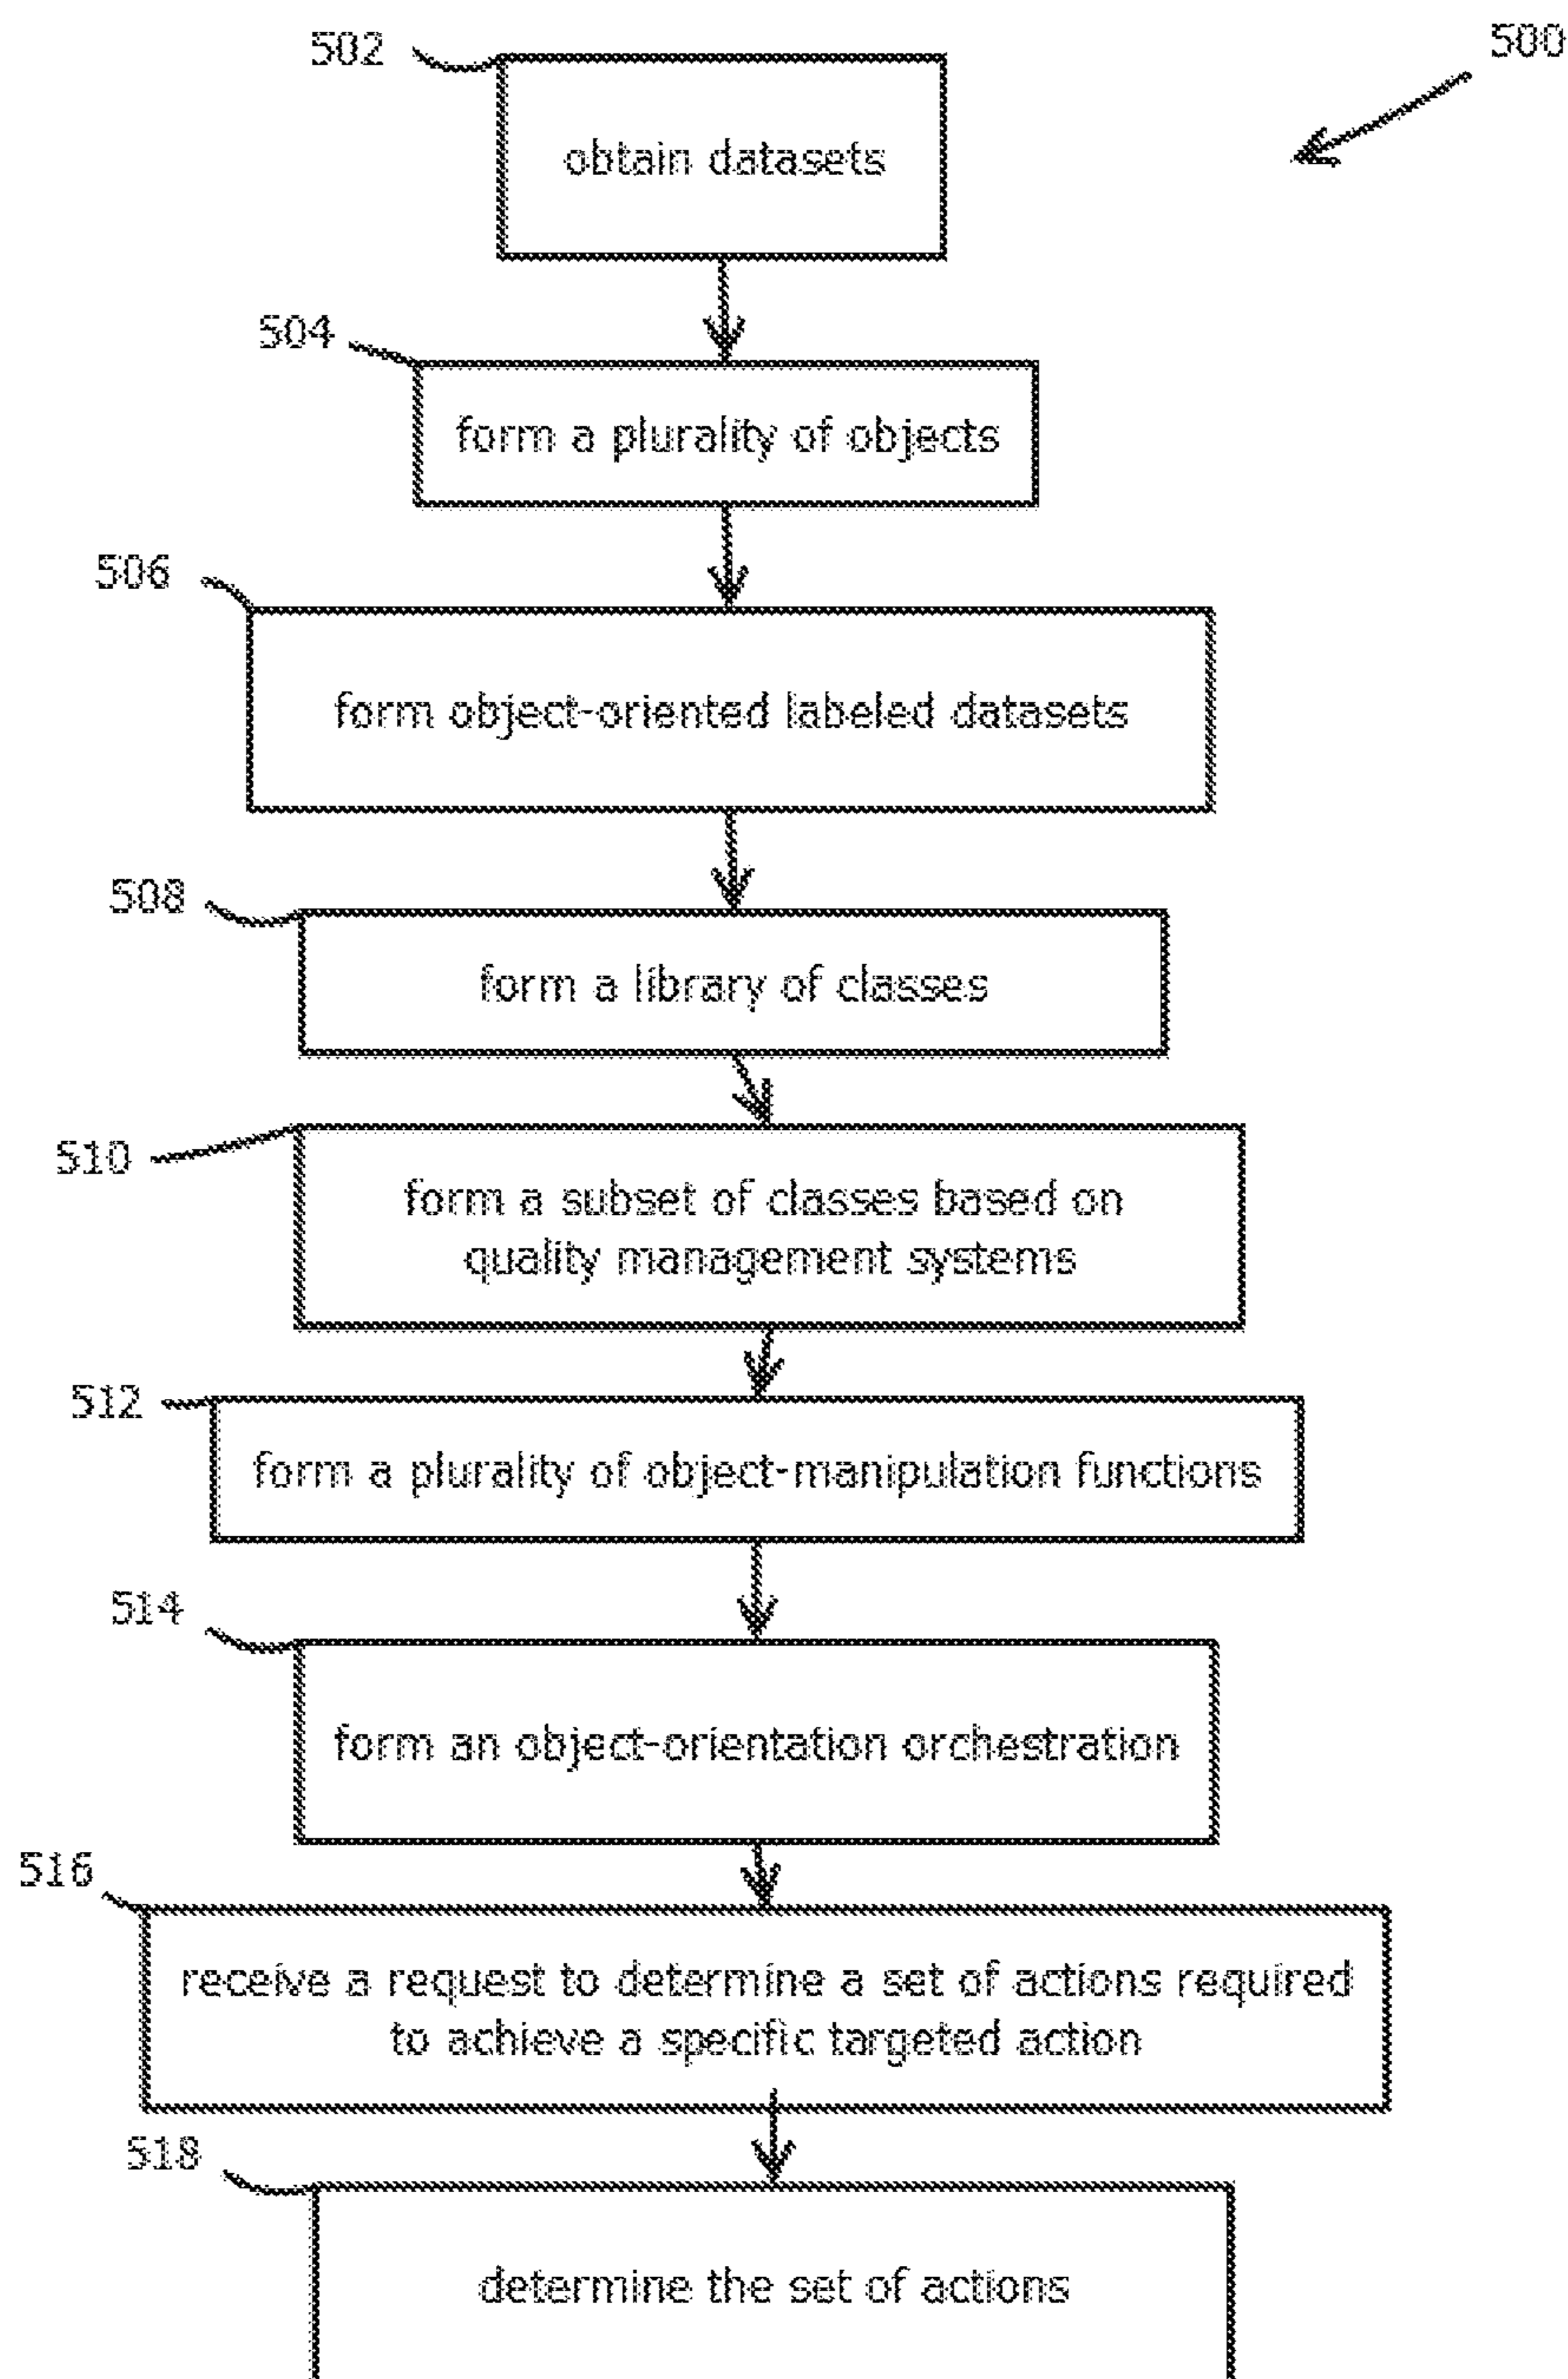 500
502
obtain datasets
504
form a plurality of objects
506
form object-oriented labeled datasets
508
form a library of classes
510
form a subset of classes based on
quality management systems
512
form a plurality of object-manipulation functions
514
form an object-orientation orchestration
516
receive a request to determine a set of actions required
to achieve a specific targeted action
518
determine the set of actions